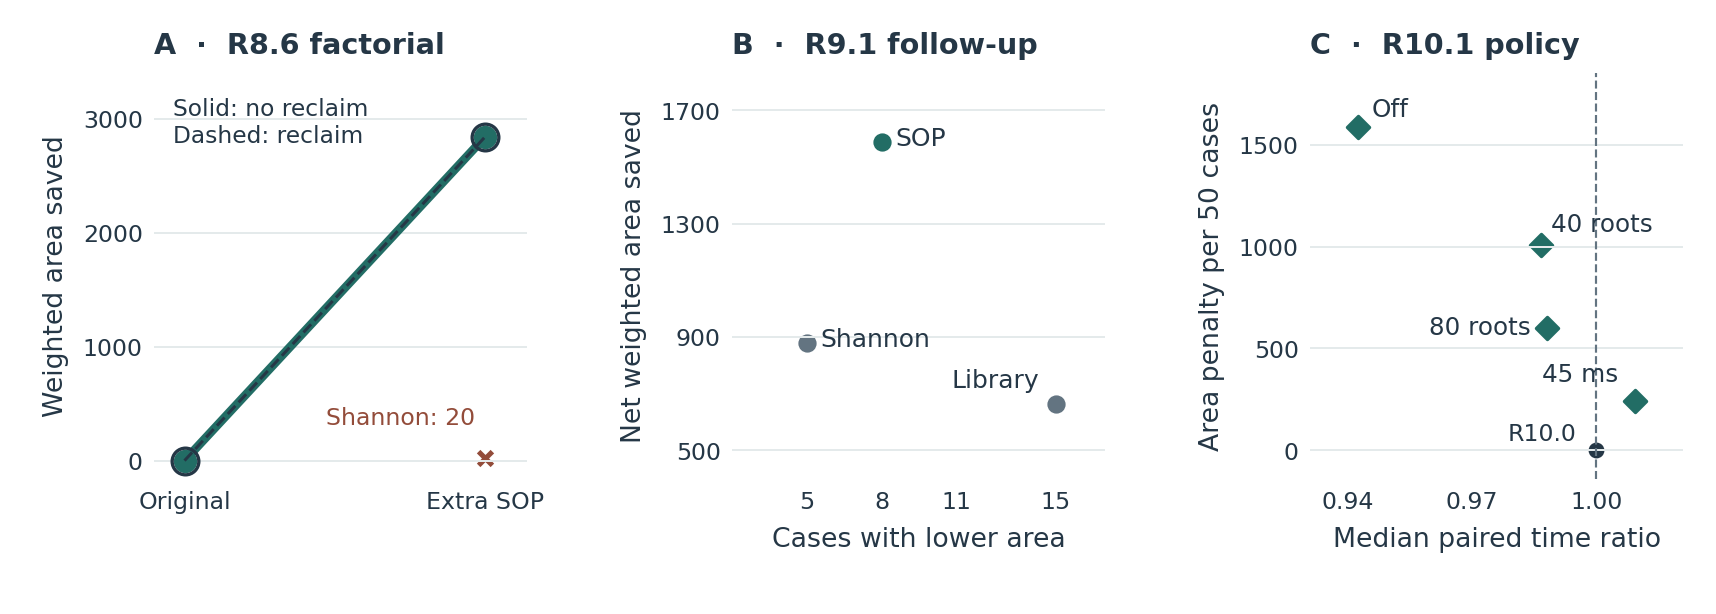 A · R8.6 factorial
Weighted area saved
3000
2000
1000
0
Solid: no reclaim
Dashed: reclaim
Shannon: 20
Original
Extra SOP
B · R9.1 follow-up
Net weighted area saved
1700
1300
900
500
SOP
Shannon
Library
5
8
11
15
Cases with lower area
C · R10.1 policy
Area penalty per 50 cases
1500
1000
500
0
Off
40 roots
80 roots
45 ms
R10.0
0.94
0.97
1.00
Median paired time ratio